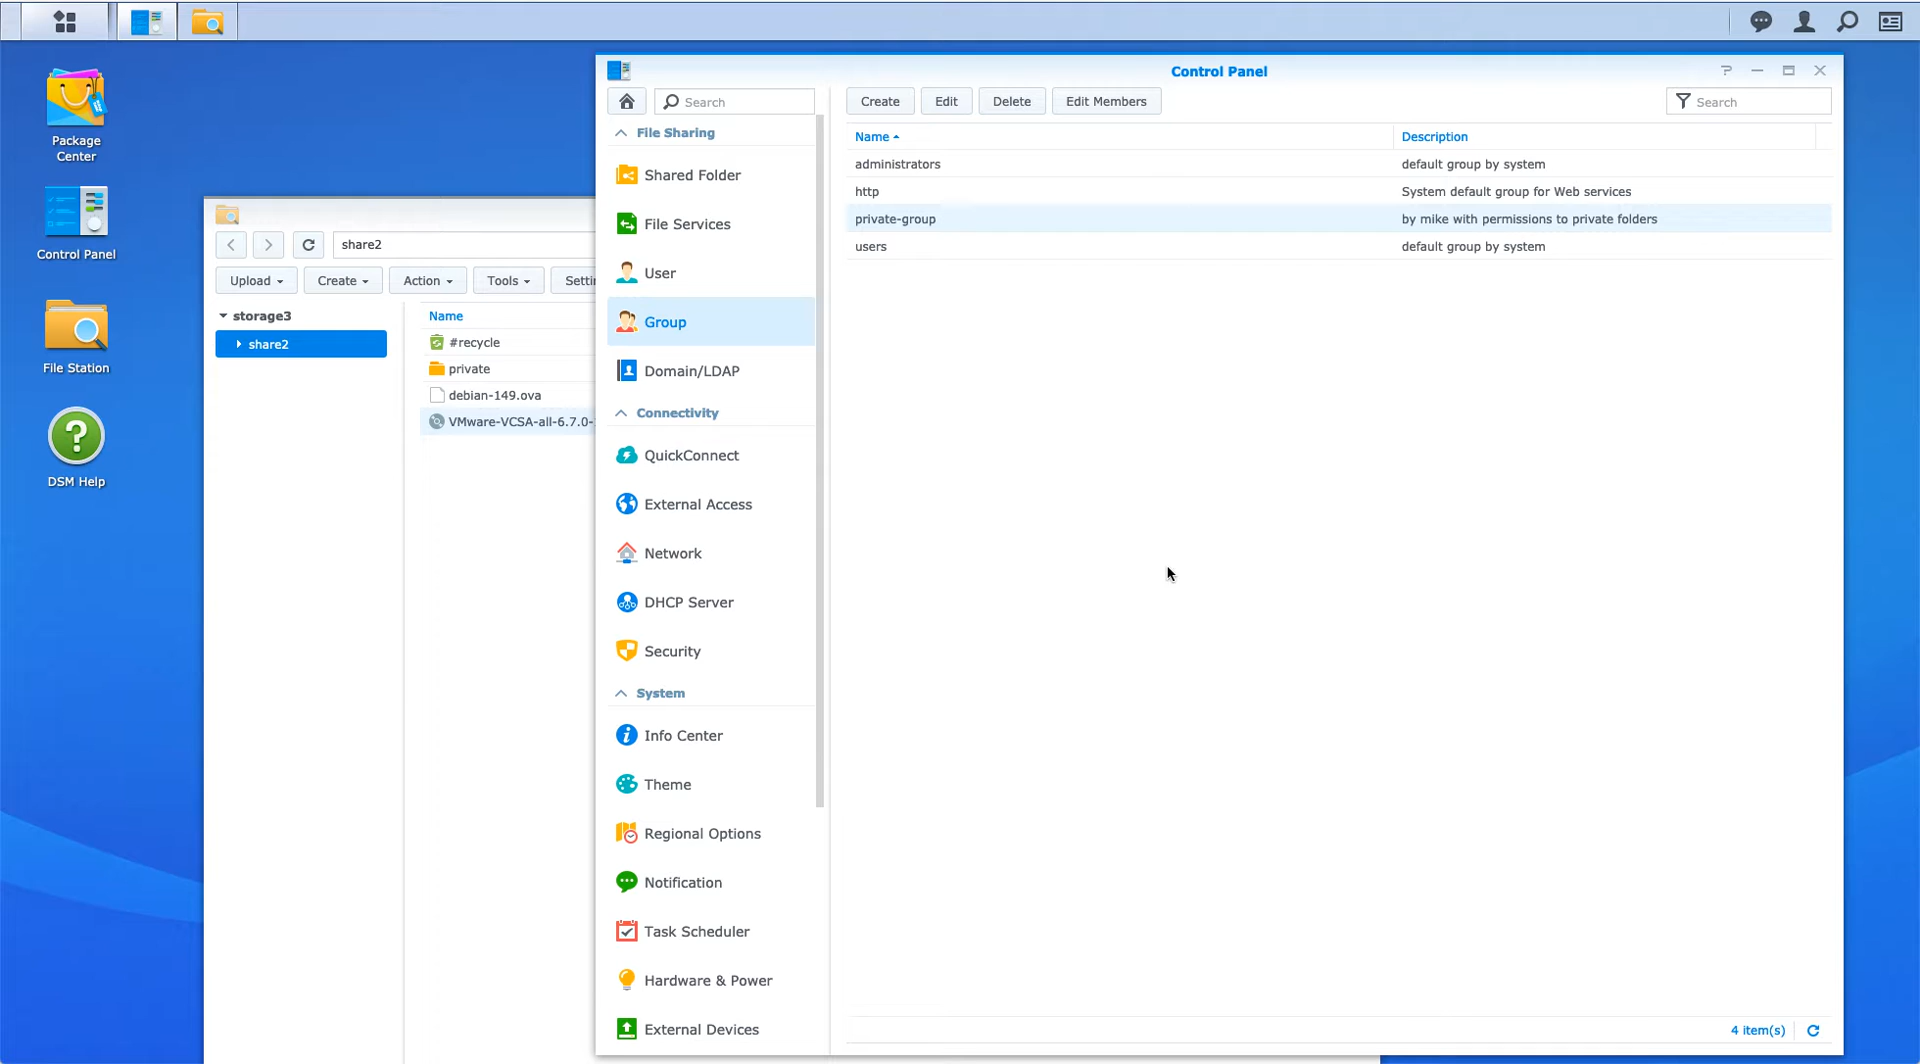 Package
Center
Control Panel
File Station
DSM Help
share2
Upload
Create
Action
Tools
storage3
share2
Name
#recycle
private
debian-149.ova
VMware-VCSA-all-6.7.0-
Control Panel
Search
File Sharing
Shared Folder
File Services
User
Group
Domain/LDAP
Connectivity
QuickConnect
External Access
Network
DHCP Server
Security
System
Info Center
Theme
Regional Options
Notification
Task Scheduler
Hardware & Power
External Devices
Create Edit Delete Edit Members
Search
Name Description
administrators default group by system
http System default group for Web services
private-group by mike with permissions to private folders
users default group by system
4 item(s)